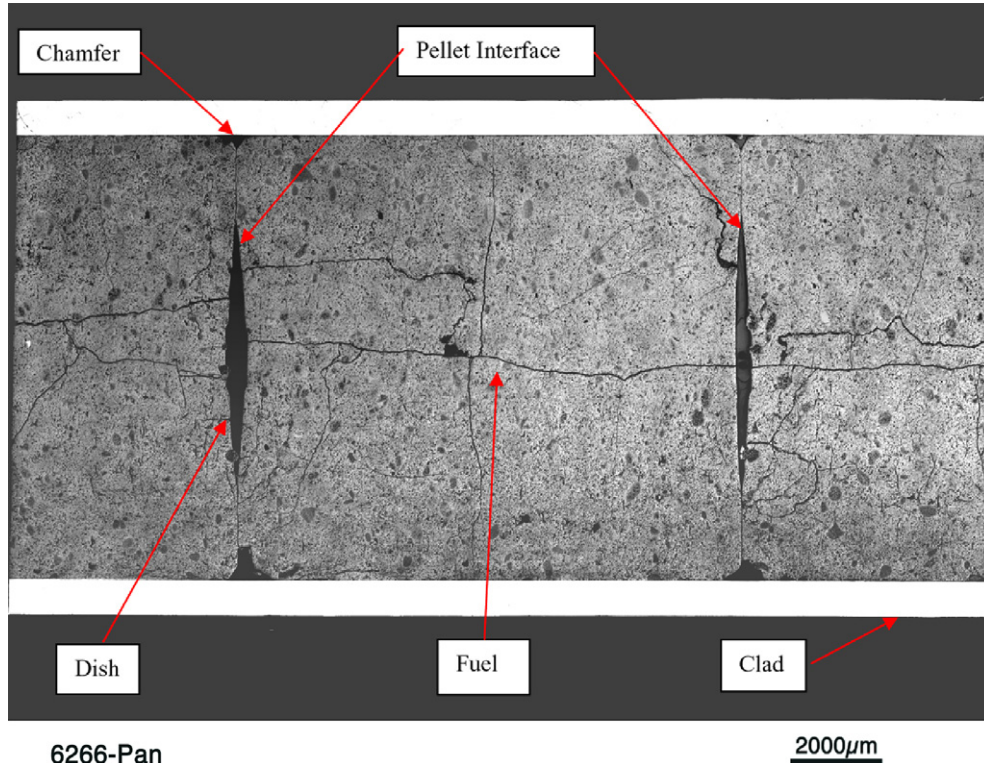 Chamfer
Pellet Interface
Dish
Fuel
Clad
6266-Pan
2000µm